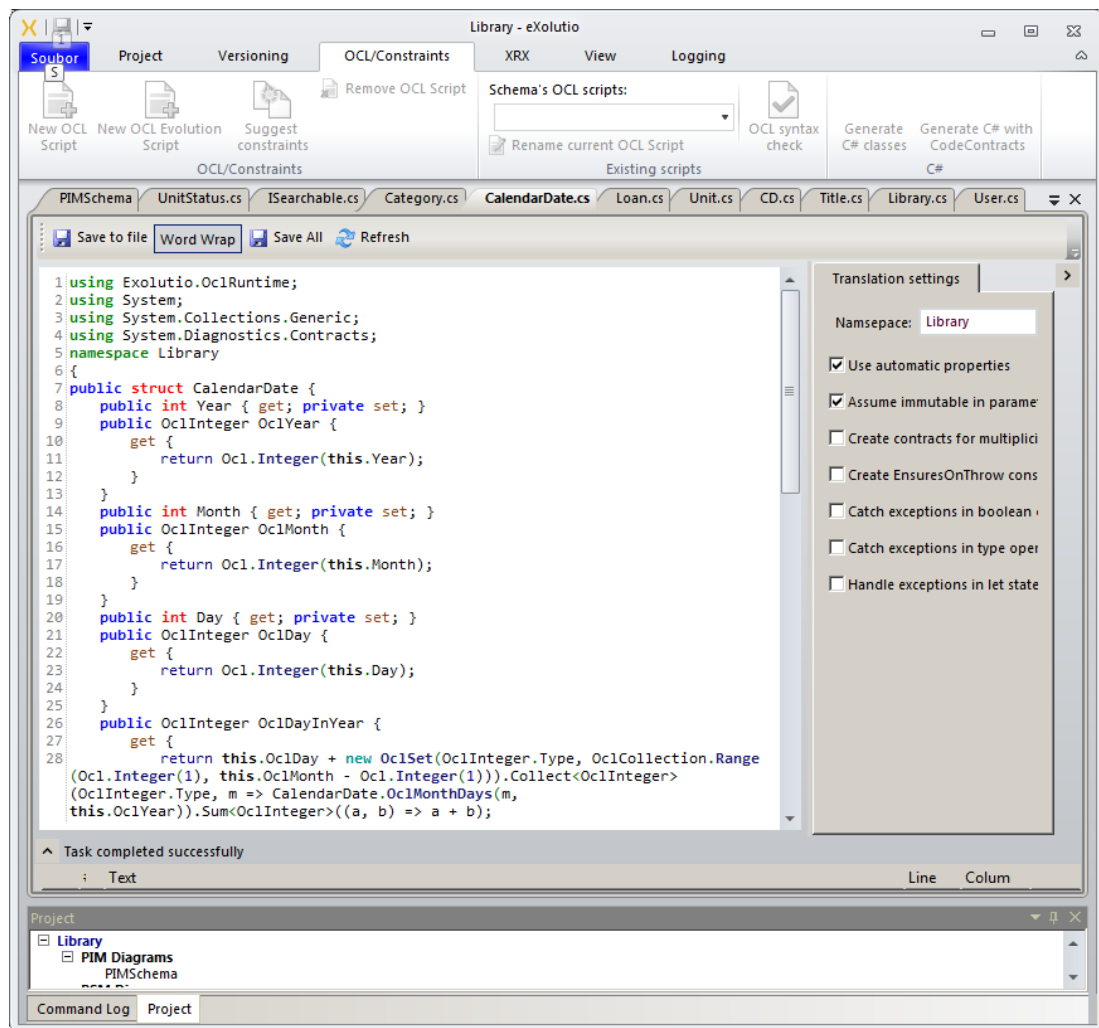 Library - eXolutio
1
Soubor Project Versioning OCL/Constraints XRX View Logging
S
New OCL Script New OCL Evolution Script Suggest constraints Remove OCL Script
Schema's OCL scripts:
Rename current OCL Script
OCL syntax check
Generate C# classes Generate C# with CodeContracts
OCL/Constraints Existing scripts C#
PIMSchema UnitStatus.cs ISearchable.cs Category.cs CalendarDate.cs Loan.cs Unit.cs CD.cs Title.cs Library.cs User.cs
Save to file Word Wrap Save All Refresh
1 using Exolutio.OclRuntime;
2 using System;
3 using System.Collections.Generic;
4 using System.Diagnostics.Contracts;
5 namespace Library
6 {
7 public struct CalendarDate {
8 public int Year { get; private set; }
9 public OclInteger OclYear {
10 get {
11 return Ocl.Integer(this.Year);
12 }
13 }
14 public int Month { get; private set; }
15 public OclInteger OclMonth {
16 get {
17 return Ocl.Integer(this.Month);
18 }
19 }
20 public int Day { get; private set; }
21 public OclInteger OclDay {
22 get {
23 return Ocl.Integer(this.Day);
24 }
25 }
26 public OclInteger OclDayInYear {
27 get {
28 return this.OclDay + new OclSet(OclInteger.Type, OclCollection.Range
(Ocl.Integer(1), this.OclMonth - Ocl.Integer(1))).Collect<OclInteger>
(OclInteger.Type, m => CalendarDate.OclMonthDays(m,
this.OclYear)).Sum<OclInteger>((a, b) => a + b);
Translation settings
Namsepace: Library
Use automatic properties
Assume immutable in parame
Create contracts for multiplici
Create EnsuresOnThrow cons
Catch exceptions in boolean
Catch exceptions in type oper
Handle exceptions in let state
Task completed successfully
Text Line Colum
Project
Library
PIM Diagrams
PIMSchema
Command Log Project